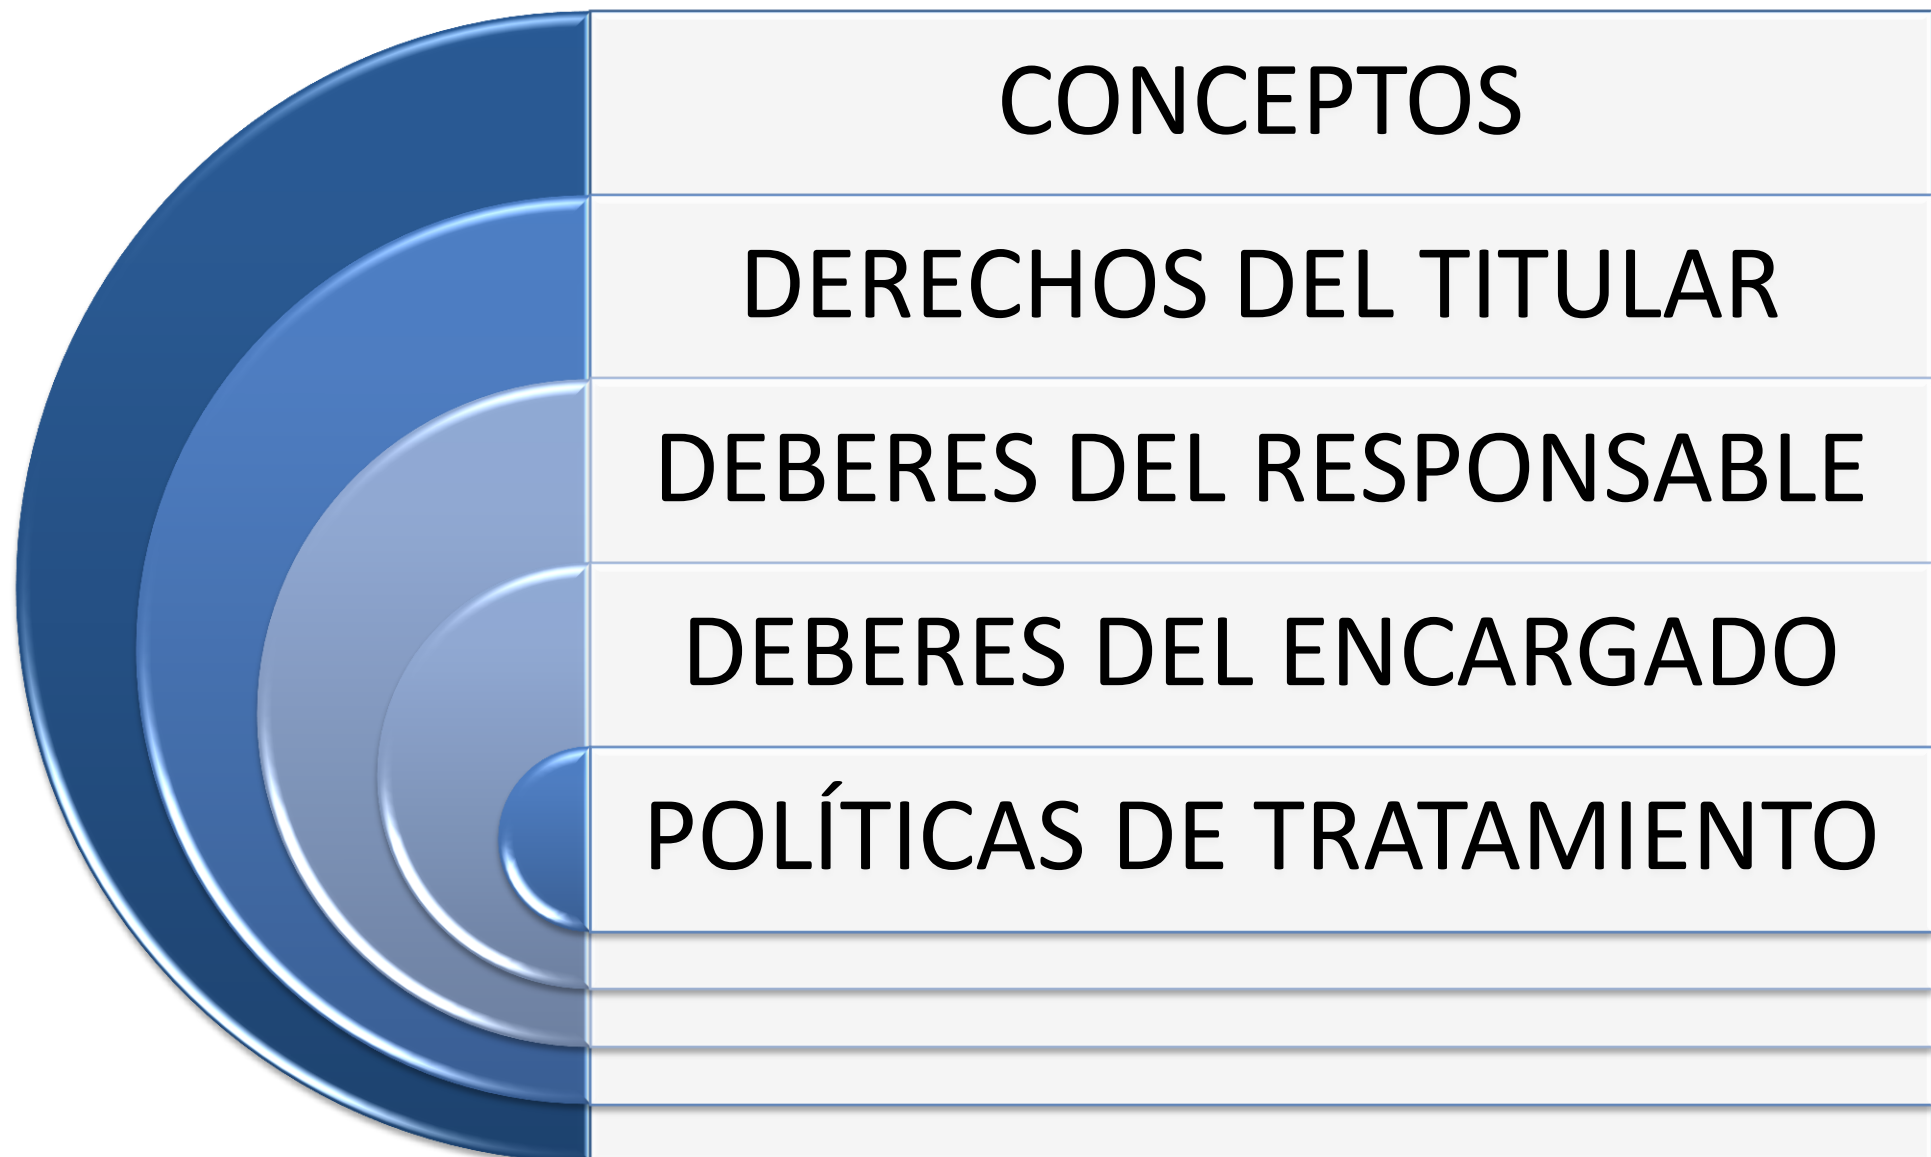 CONCEPTOS
DERECHOS DEL TITULAR
DEBERES DEL RESPONSABLE
DEBERES DEL ENCARGADO
POLÍTICAS DE TRATAMIENTO